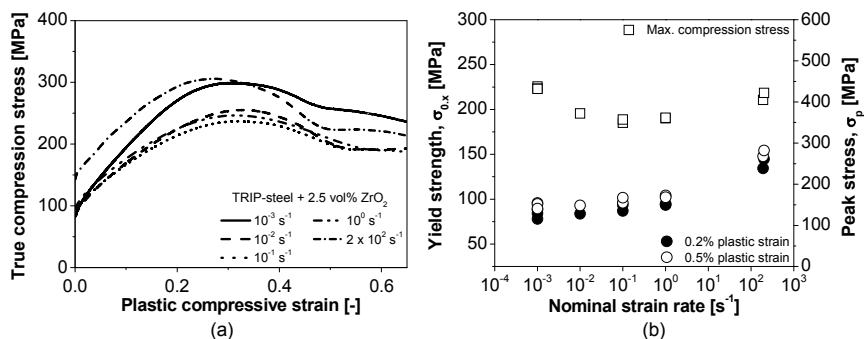 True compression stress [MPa]
400
300
200
100
0
TRIP-steel + 2.5 vol% ZrO₂
10⁻³ s⁻¹
10⁰ s⁻¹
10⁻² s⁻¹
2 x 10² s⁻¹
10⁻¹ s⁻¹
0.0 0.2 0.4 0.6
Plastic compressive strain [-]
(a)
Yield strength, σ₀.ₓ [MPa]
300
250
200
150
100
50
Max. compression stress
0.2% plastic strain
0.5% plastic strain
600
500
400
300
200
100
0
Peak stress, σₚ [MPa]
10⁻⁴ 10⁻³ 10⁻² 10⁻¹ 10⁰ 10¹ 10² 10³
Nominal strain rate [s⁻¹]
(b)